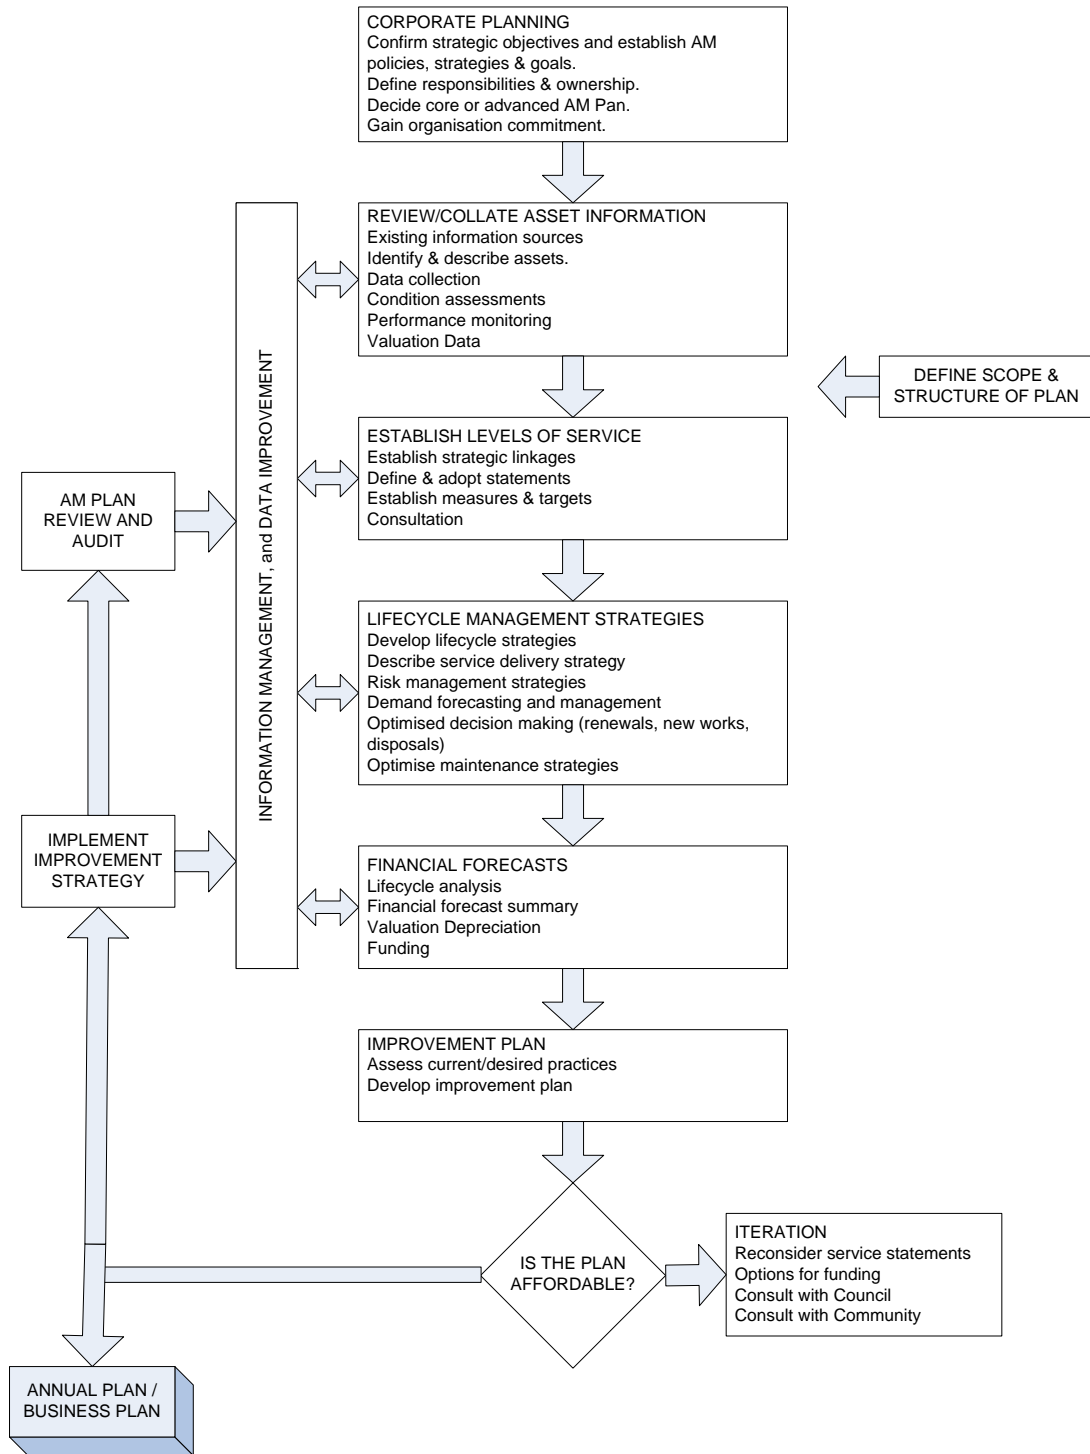 CORPORATE PLANNING
Confirm strategic objectives and establish AM
policies, strategies & goals.
Define responsibilities & ownership.
Decide core or advanced AM Pan.
Gain organisation commitment.
REVIEW/COLLATE ASSET INFORMATION
Existing information sources
Identify & describe assets.
Data collection
Condition assessments
Performance monitoring
Valuation Data
INFORMATION MANAGEMENT, and DATA IMPROVEMENT
DEFINE SCOPE &
STRUCTURE OF PLAN
ESTABLISH LEVELS OF SERVICE
Establish strategic linkages
Define & adopt statements
Establish measures & targets
Consultation
AM PLAN
REVIEW AND
AUDIT
LIFECYCLE MANAGEMENT STRATEGIES
Develop lifecycle strategies
Describe service delivery strategy
Risk management strategies
Demand forecasting and management
Optimised decision making (renewals, new works,
disposals)
Optimise maintenance strategies
IMPLEMENT
IMPROVEMENT
STRATEGY
FINANCIAL FORECASTS
Lifecycle analysis
Financial forecast summary
Valuation Depreciation
Funding
IMPROVEMENT PLAN
Assess current/desired practices
Develop improvement plan
IS THE PLAN
AFFORDABLE?
ITERATION
Reconsider service statements
Options for funding
Consult with Council
Consult with Community
ANNUAL PLAN /
BUSINESS PLAN